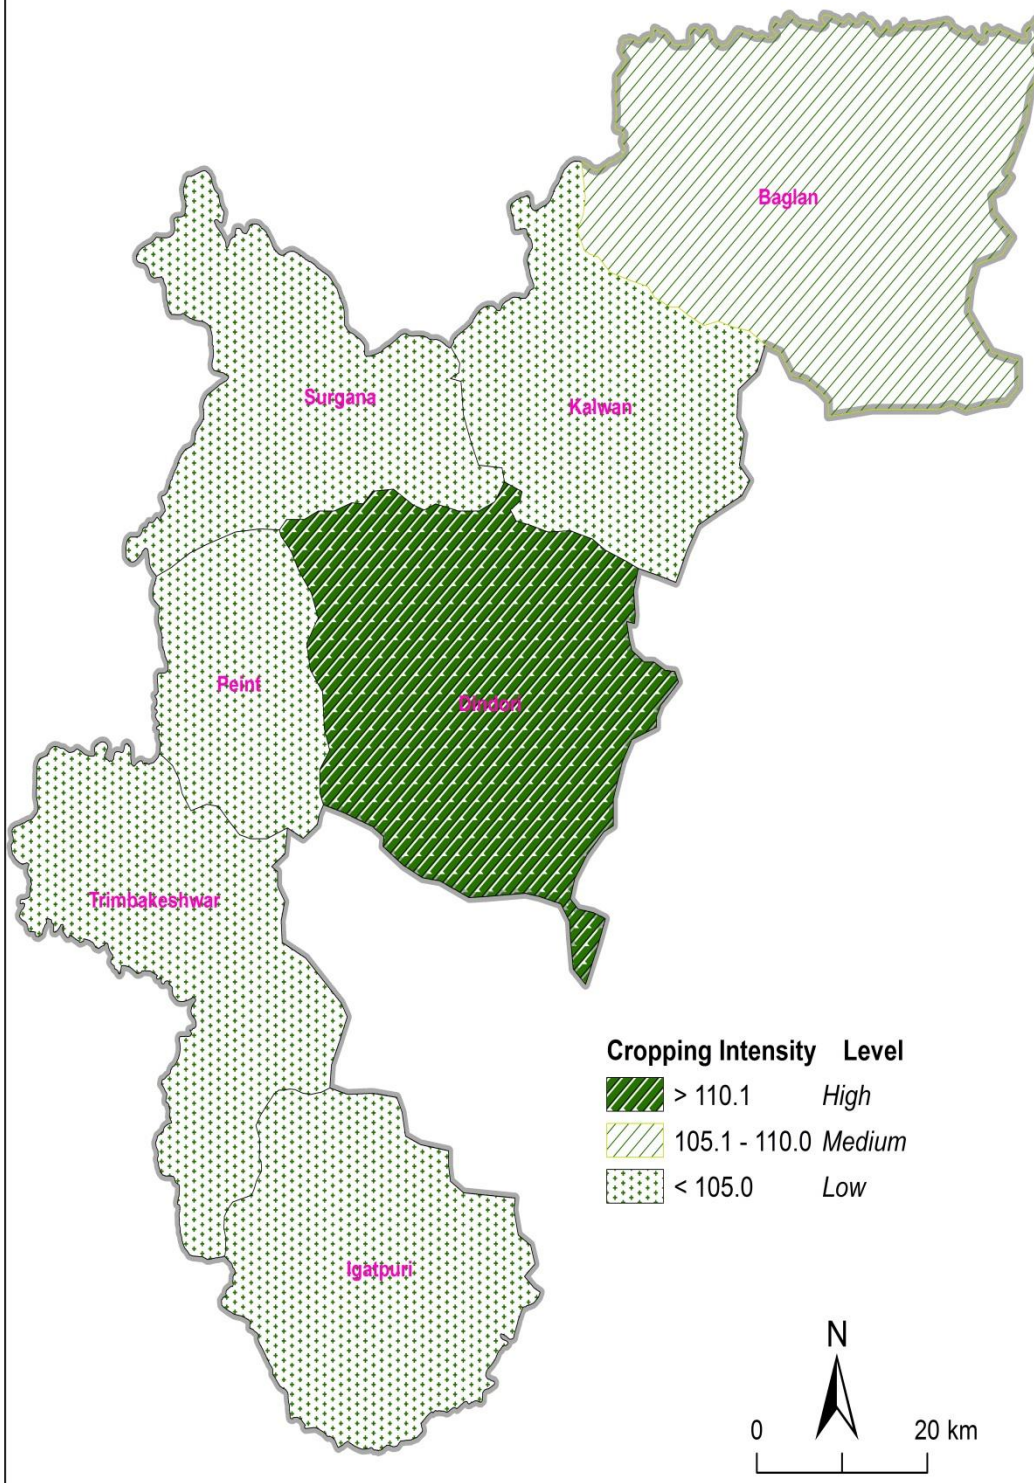 Baglan
Surgana
Kalwan
Peint
Dindori
Trimbakeshwar
Cropping Intensity Level
> 110.1 High
105.1 - 110.0 Medium
< 105.0 Low
Igatpuri
N
0 20 km